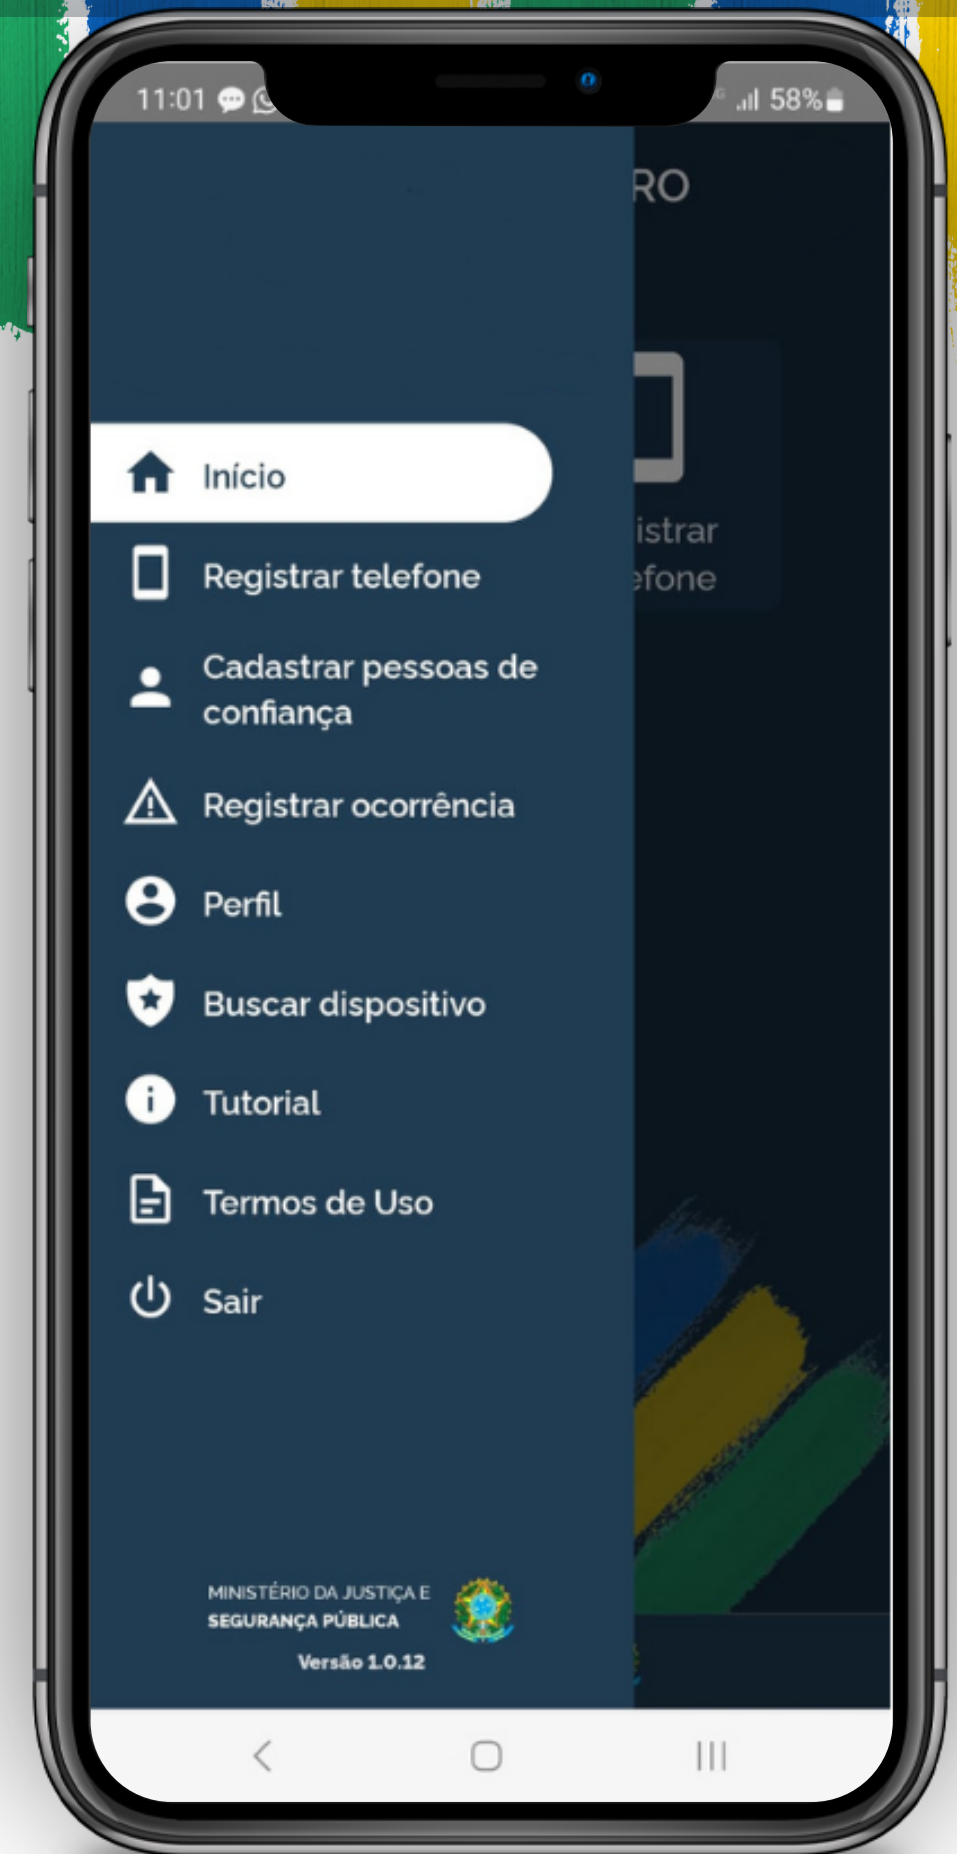 11:01
58%
RO
Início
Registrar telefone
istrar
efone
Cadastrar pessoas de
confiança
Registrar ocorrência
Perfil
Buscar dispositivo
Tutorial
Termos de Uso
Sair
MINISTÉRIO DA JUSTIÇA E
SEGURANÇA PÚBLICA
Versão 1.0.12